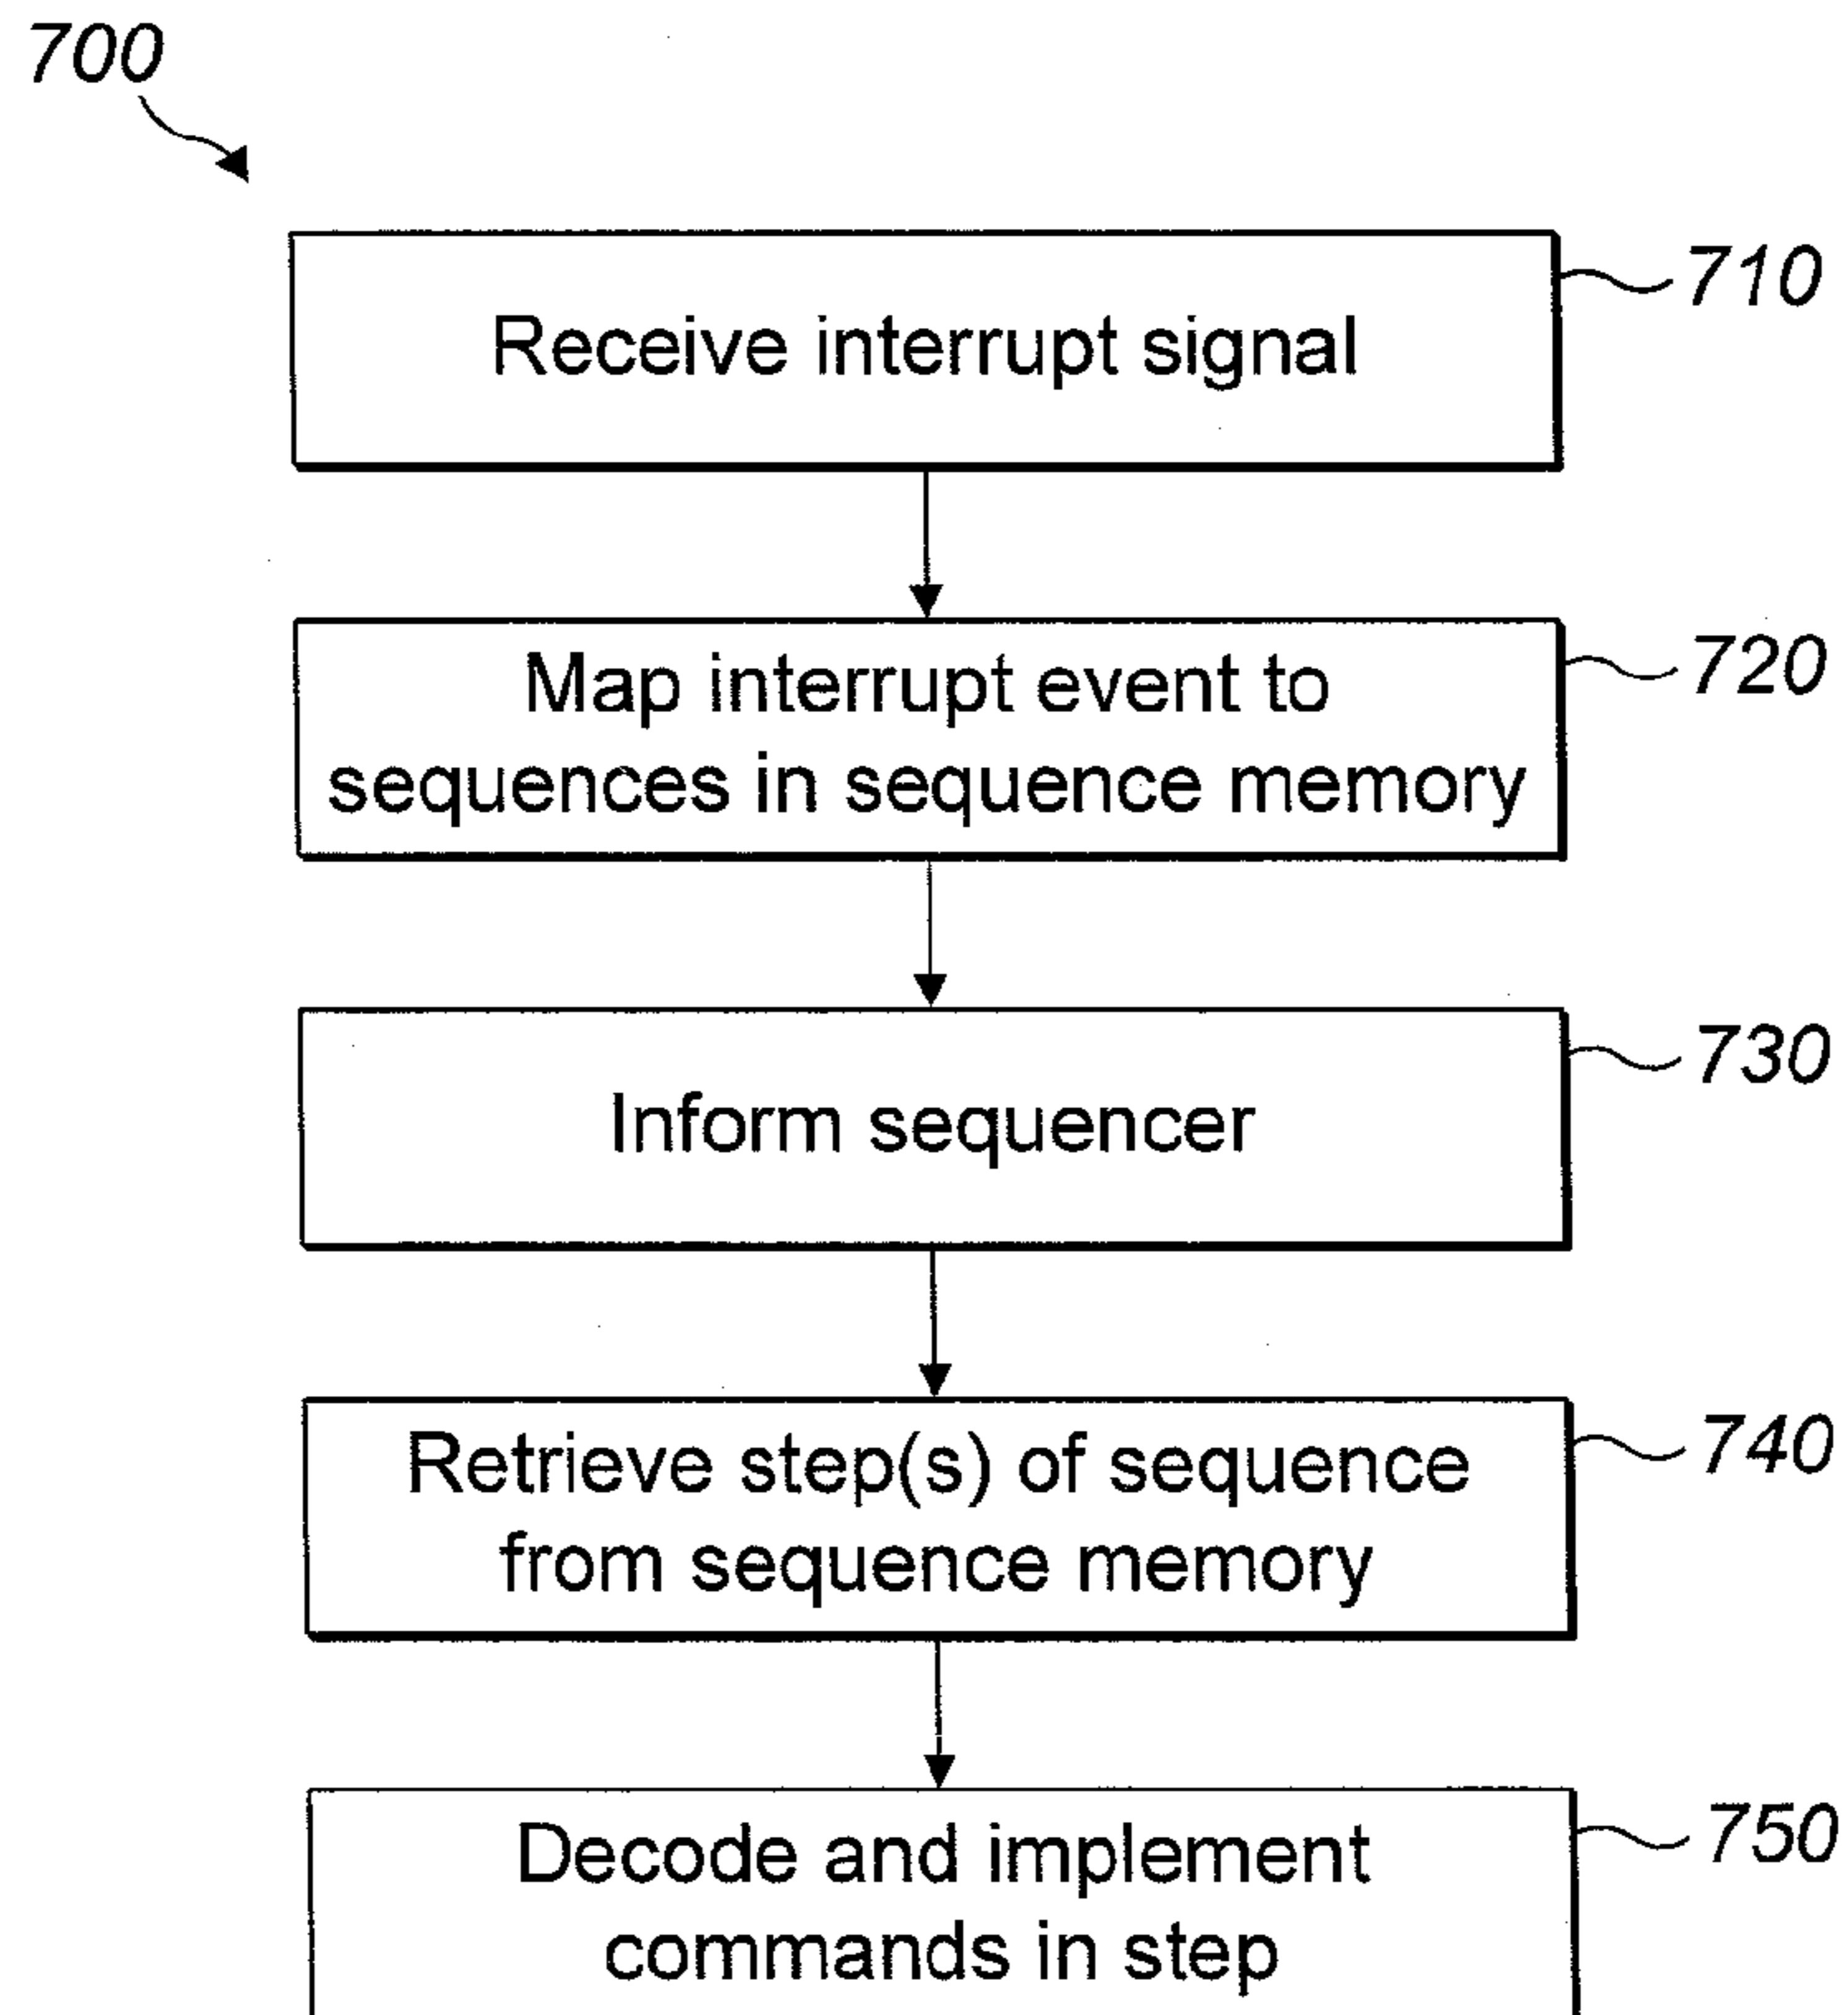 700
Receive interrupt signal
710
Map interrupt event to
sequences in sequence memory
720
Inform sequencer
730
Retrieve step(s) of sequence
from sequence memory
740
Decode and implement
commands in step
750